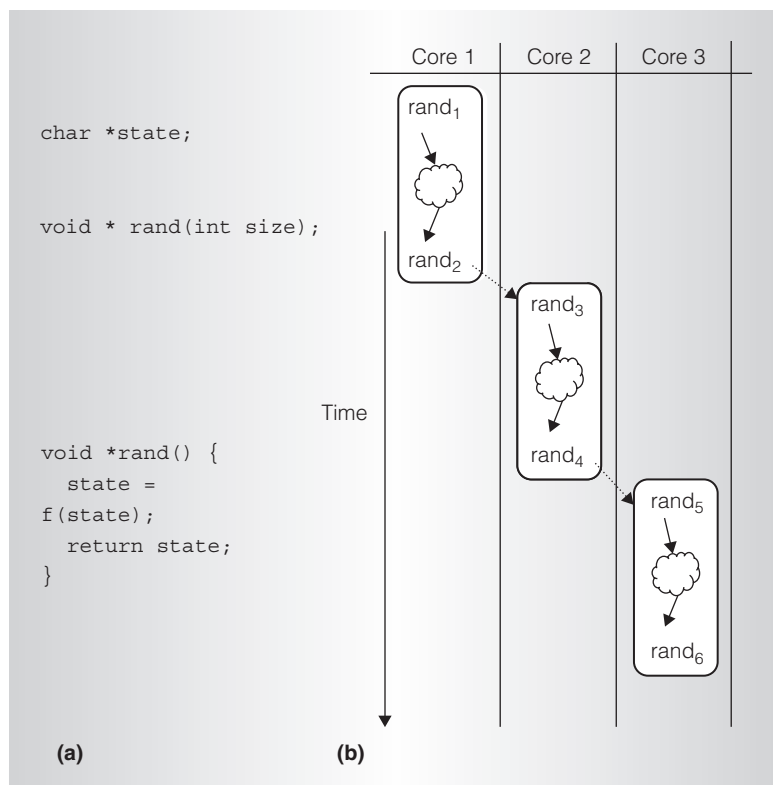 Core 1 Core 2 Core 3
char *state;
void * rand(int size);
void *rand() {
state =
f(state);
return state;
}
rand1
rand2
rand3
rand4
rand5
rand6
Time
(a) (b)